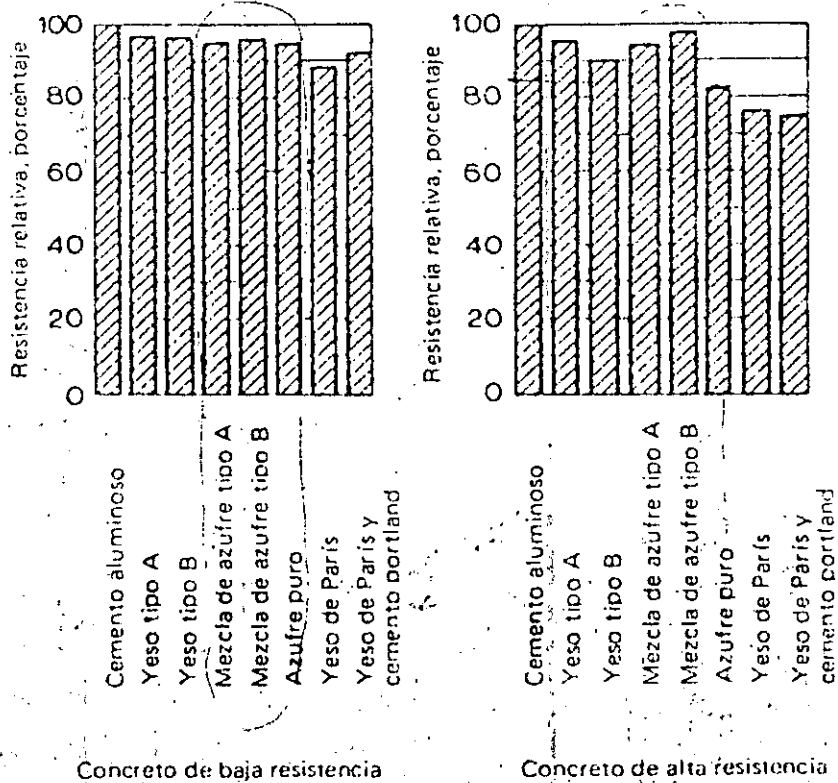 Resistencia relativa, porcentaje
100
80
60
40
20
0
Cemento aluminoso
Yeso tipo A
Yeso tipo B
Mezcla de azufre tipo A
Mezcla de azufre tipo B
Azufre puro
Yeso de París
Yeso de París y
cemento portland
Concreto de baja resistencia
Resistencia relativa, porcentaje
100
80
60
40
20
0
Cemento aluminoso
Yeso tipo A
Yeso tipo B
Mezcla de azufre tipo A
Mezcla de azufre tipo B
Azufre puro
Yeso de París
Yeso de París y
cemento portland
Concreto de alta resistencia